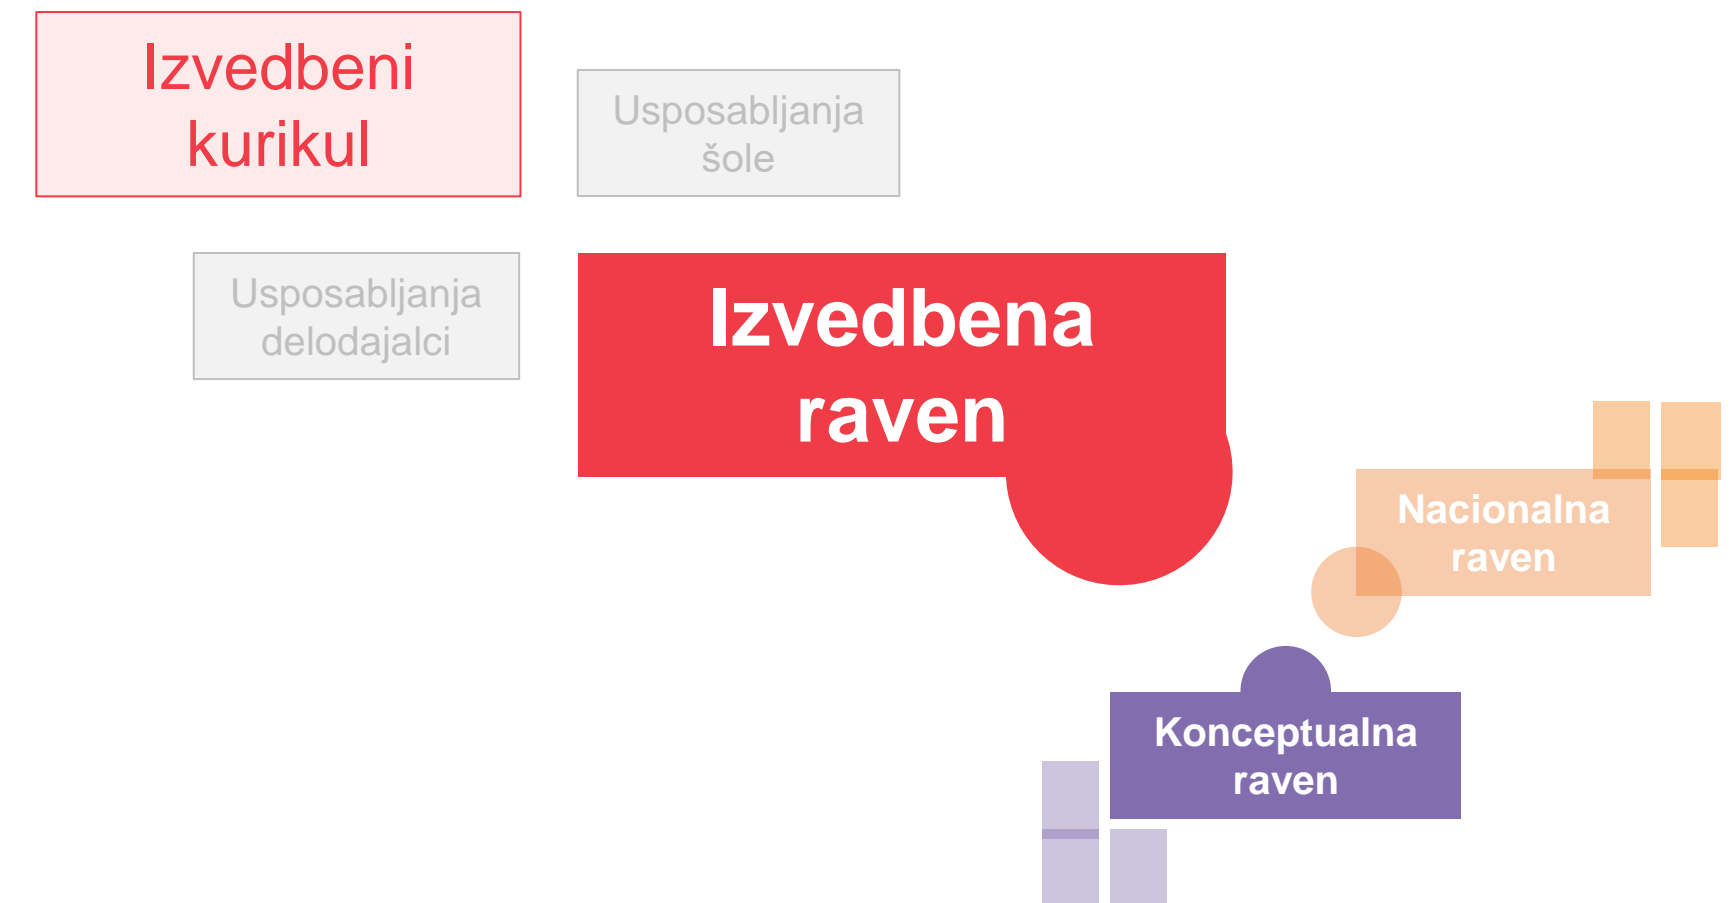 Izvedbeni
kurikul
Usposabljanja
šole
Usposabljanja
delodajalci
Izvedbena
raven
Nacionalna
raven
Konceptualna
raven